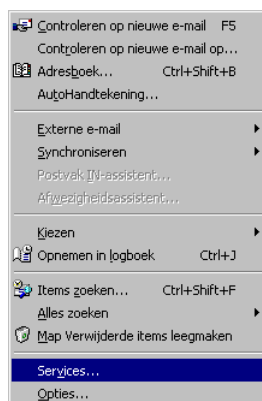 Controleren op nieuwe e-mail F5
Controleren op nieuwe e-mail op...
Adresboek... Ctrl+Shift+B
AutoHandtekening...
Externe e-mail
Synchroniseren
Postvak IN-assistent...
Afwezigheidsassistent...
Kiezen
Opnemen in logboek Ctrl+J
Items zoeken... Ctrl+Shift+F
Alles zoeken
Map Verwijderde items leegmaken
Services...
Opties...